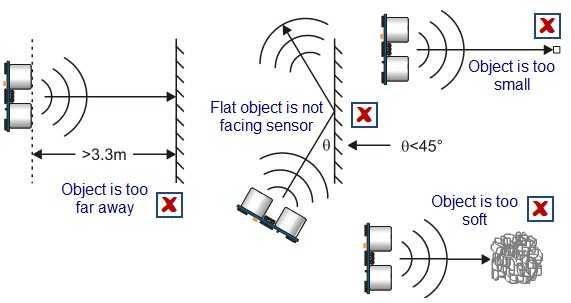 >3.3m
Object is too
far away
Flat object is not
facing sensor
θ
θ<45°
Object is too
small
Object is too
soft